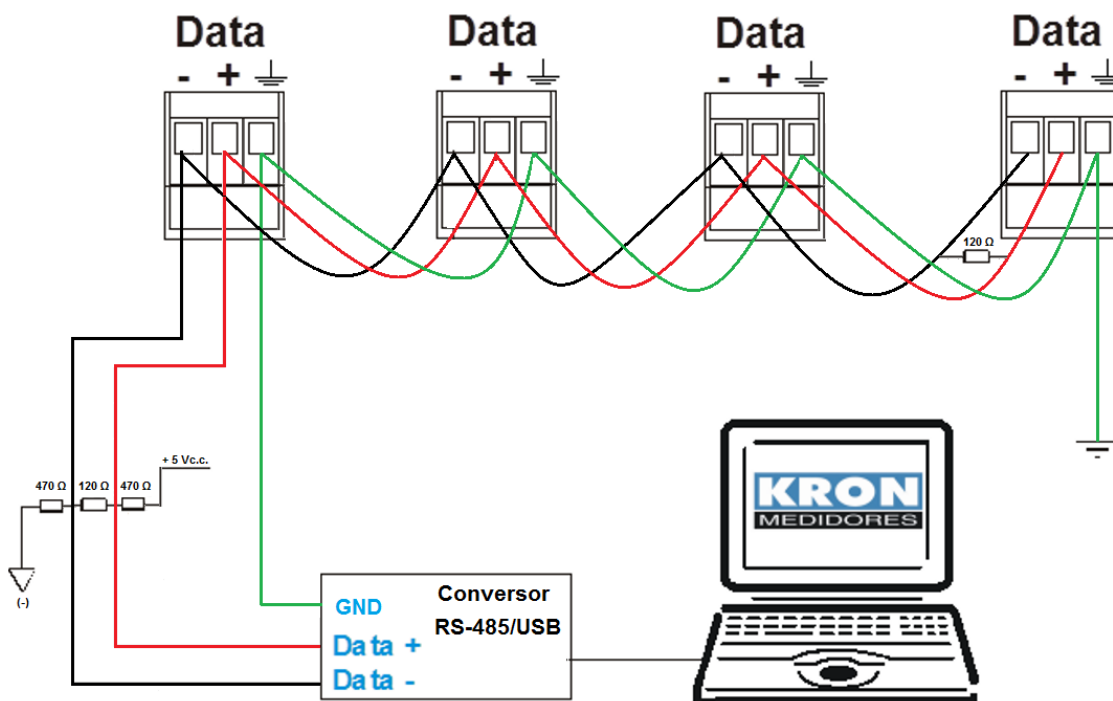 Data
- +
Data
- +
Data
- +
Data
- +
120 Ω
+ 5 Vc.c.
470 Ω 120 Ω 470 Ω
(-)
KRON
MEDIDORES
GND
Data +
Data -
Conversor
RS-485/USB